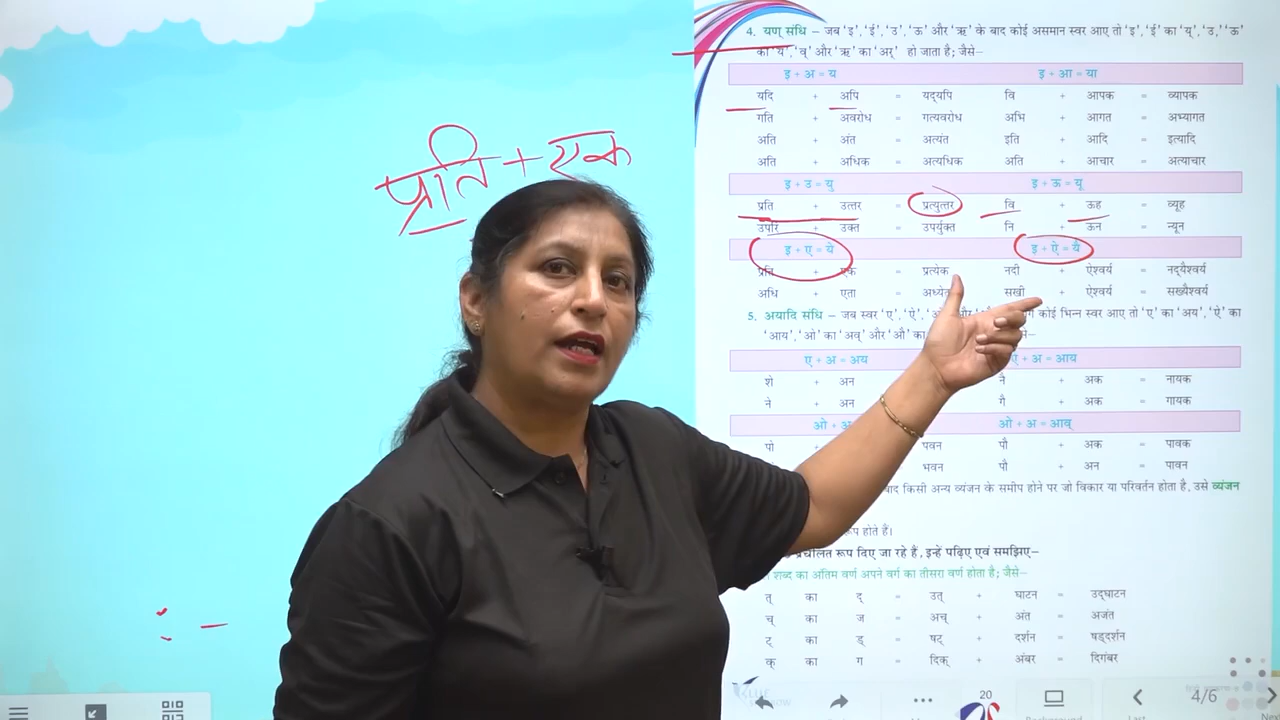 प्रति + एक
4. यण् संधि – जब 'इ','ई','उ','ऊ' और 'ऋ' के बाद कोई असमान स्वर आए तो 'इ','ई' का 'य्','उ,' 'ऊ'
का 'य','व्' और 'ऋ' का 'अर्' हो जाता है; जैसे–
इ + अ = य इ + आ = या
यदि + अपि = यद्यपि वि + आपक = व्यापक
गति + अवरोध = गत्यवरोध अभि + आगत = अभ्यागत
अति + अंत = अत्यंत इति + आदि = इत्यादि
अति + अधिक = अत्यधिक अति + आचार = अत्याचार
इ + उ = यु इ + ऊ = यू
प्रति + उत्तर = प्रत्युत्तर वि + ऊह = व्यूह
उपरि + उक्त = उपर्युक्त नि + ऊन = न्यून
इ + ए = ये इ + ऐ = यै
प्रति + एक = प्रत्येक नदी + ऐश्वर्य = नद्यैश्वर्य
अधि + एता = सखी + ऐश्वर्य = सख्यैश्वर्य
5. अयादि संधि – जब स्वर 'ए','ऐ', और कोई भिन्न स्वर आए तो 'ए' का 'अय','ऐ' का
'आय','ओ' का 'अव्' और 'औ' का
ए + अ = अय + अ = आय
शे + अन नै + अक = नायक
ने + अन गै + अक = गायक
ओ + अ ओ + अ = आव्
पो पवन पौ + अक = पावक
भवन पौ + अन = पावन
बाद किसी अन्य व्यंजन के समीप होने पर जो विकार या परिवर्तन होता है, उसे व्यंजन
रूप होते हैं।
प्रचलित रूप दिए जा रहे हैं, इन्हें पढ़िए एवं समझिए–
शब्द का अंतिम वर्ण अपने वर्ग का तीसरा वर्ण होता है; जैसे–
त् का द् = उत् + घाटन = उद्घाटन
च् का ज = अच् + अंत = अजंत
ट् का ड् = षट् + दर्शन = षड्दर्शन
क् का ग = दिक् + अंबर = दिगंबर
20 4/6